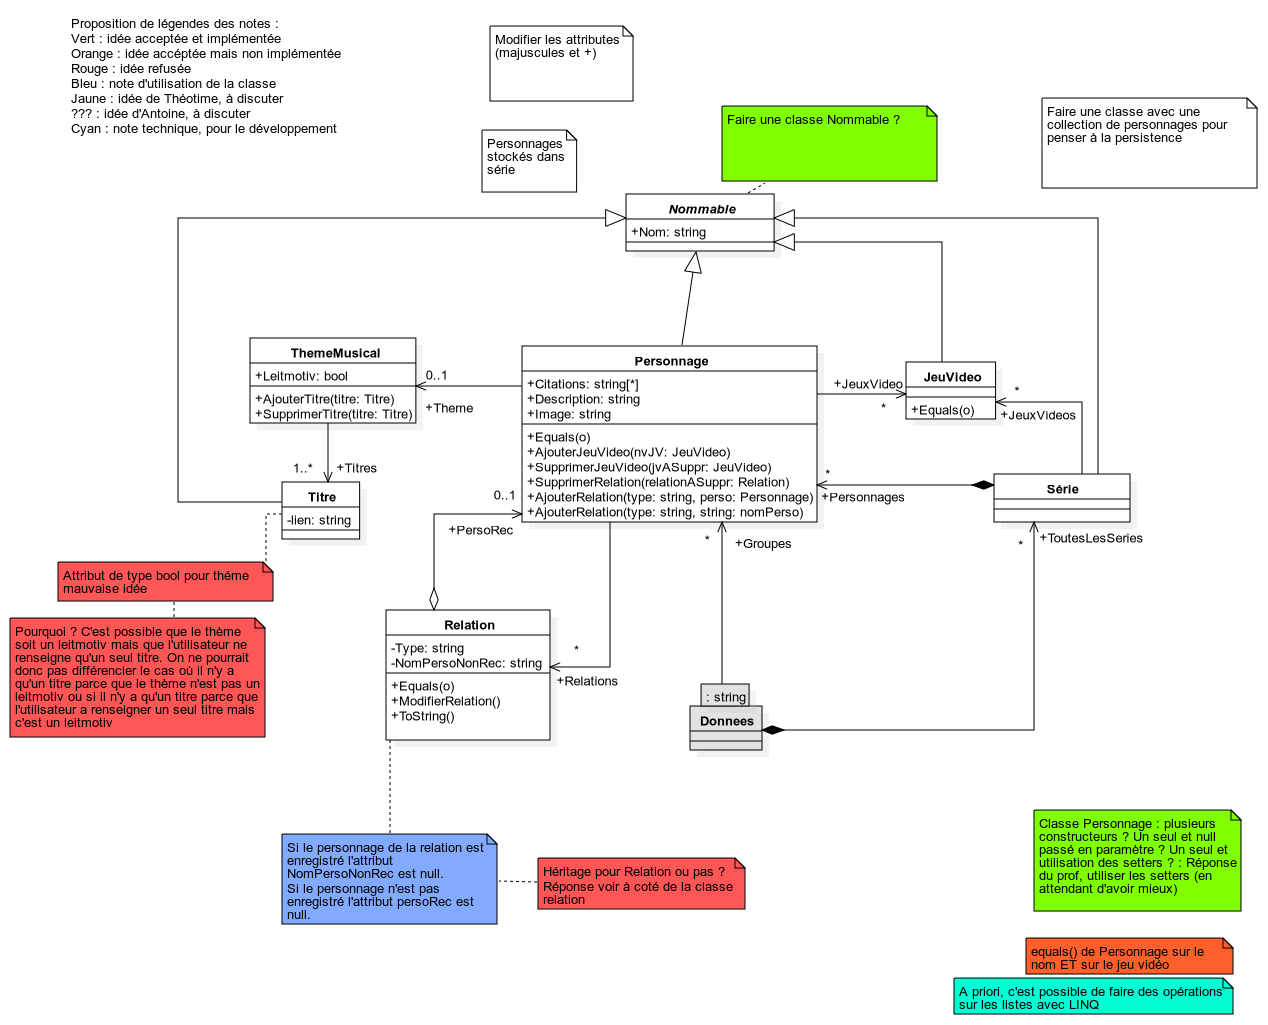 Proposition de légendes des notes :
Vert : idée acceptée et implémentée
Orange : idée accéptée mais non implémentée
Rouge : idée refusée
Bleu : note d'utilisation de la classe
Jaune : idée de Théotime, à discuter
??? : idée d'Antoine, à discuter
Cyan : note technique, pour le développement
Modifier les attributes
(majuscules et +)
Personnages
stockés dans
série
Faire une classe Nommable ?
Faire une classe avec une
collection de personnages pour
penser à la persistence
Nommable
+Nom: string
ThemeMusical
+Leitmotiv: bool
+AjouterTitre(titre: Titre)
+SupprimerTitre(titre: Titre)
0..1
+Theme
Personnage
+Citations: string[*]
+Description: string
+Image: string
+Equals(o)
+AjouterJeuVideo(nvJV: JeuVideo)
+SupprimerJeuVideo(jvASuppr: JeuVideo)
+SupprimerRelation(relationASuppr: Relation)
+AjouterRelation(type: string, perso: Personnage)
+AjouterRelation(type: string, string: nomPerso)
+JeuxVideo
*
JeuVideo
+Equals(o)
*
+JeuxVideos
*
+Personnages
Série
1..*
+Titres
Titre
-lien: string
0..1
+PersoRec
*
+Groupes
*
+ToutesLesSeries
Attribut de type bool pour théme
mauvaise idée
Pourquoi ? C'est possible que le thème
soit un leitmotiv mais que l'utilisateur ne
renseigne qu'un seul titre. On ne pourrait
donc pas différencier le cas où il n'y a
qu'un titre parce que le thème n'est pas un
leitmotiv ou si il n'y a qu'un titre parce que
l'utilisateur a renseigner un seul titre mais
c'est un leitmotiv
Relation
-Type: string
-NomPersoNonRec: string
+Equals(o)
+ModifierRelation()
+ToString()
*
+Relations
: string
Donnees
Si le personnage de la relation est
enregistré l'attribut
NomPersoNonRec est null.
Si le personnage n'est pas
enregistré l'attribut persoRec est
null.
Héritage pour Relation ou pas ?
Réponse voir à coté de la classe
relation
Classe Personnage : plusieurs
constructeurs ? Un seul et null
passé en paramètre ? Un seul et
utilisation des setters ? : Réponse
du prof, utiliser les setters (en
attendant d'avoir mieux)
equals() de Personnage sur le
nom ET sur le jeu vidéo
A priori, c'est possible de faire des opérations
sur les listes avec LINQ